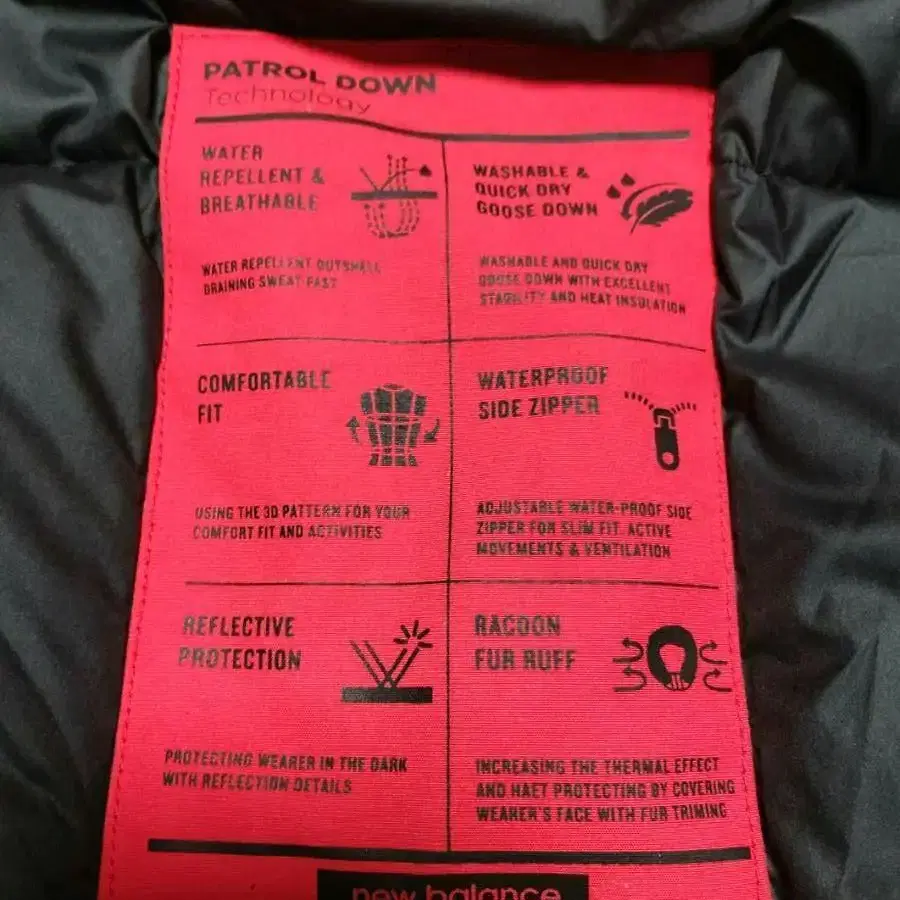 PATROL DOWN
Technology
WATER
REPELLENT &
BREATHABLE
WATER REPELLENT OUTSHELL
DRAINING SWEAT FAST
WASHABLE &
QUICK DRY
GOOSE DOWN
WASHABLE AND QUICK DRY
GOOSE DOWN WITH EXCELLENT
STABILITY AND HEAT INSULATION
COMFORTABLE
FIT
USING THE 3D PATTERN FOR YOUR
COMFORT FIT AND ACTIVITIES
WATERPROOF
SIDE ZIPPER
ADJUSTABLE WATER-PROOF SIDE
ZIPPER FOR SLIM FIT, ACTIVE
MOVEMENTS & VENTILATION
REFLECTIVE
PROTECTION
PROTECTING WEARER IN THE DARK
WITH REFLECTION DETAILS
RACOON
FUR RUFF
INCREASING THE THERMAL EFFECT
AND HAET PROTECTING BY COVERING
WEARER'S FACE WITH FUR TRIMING
new balance